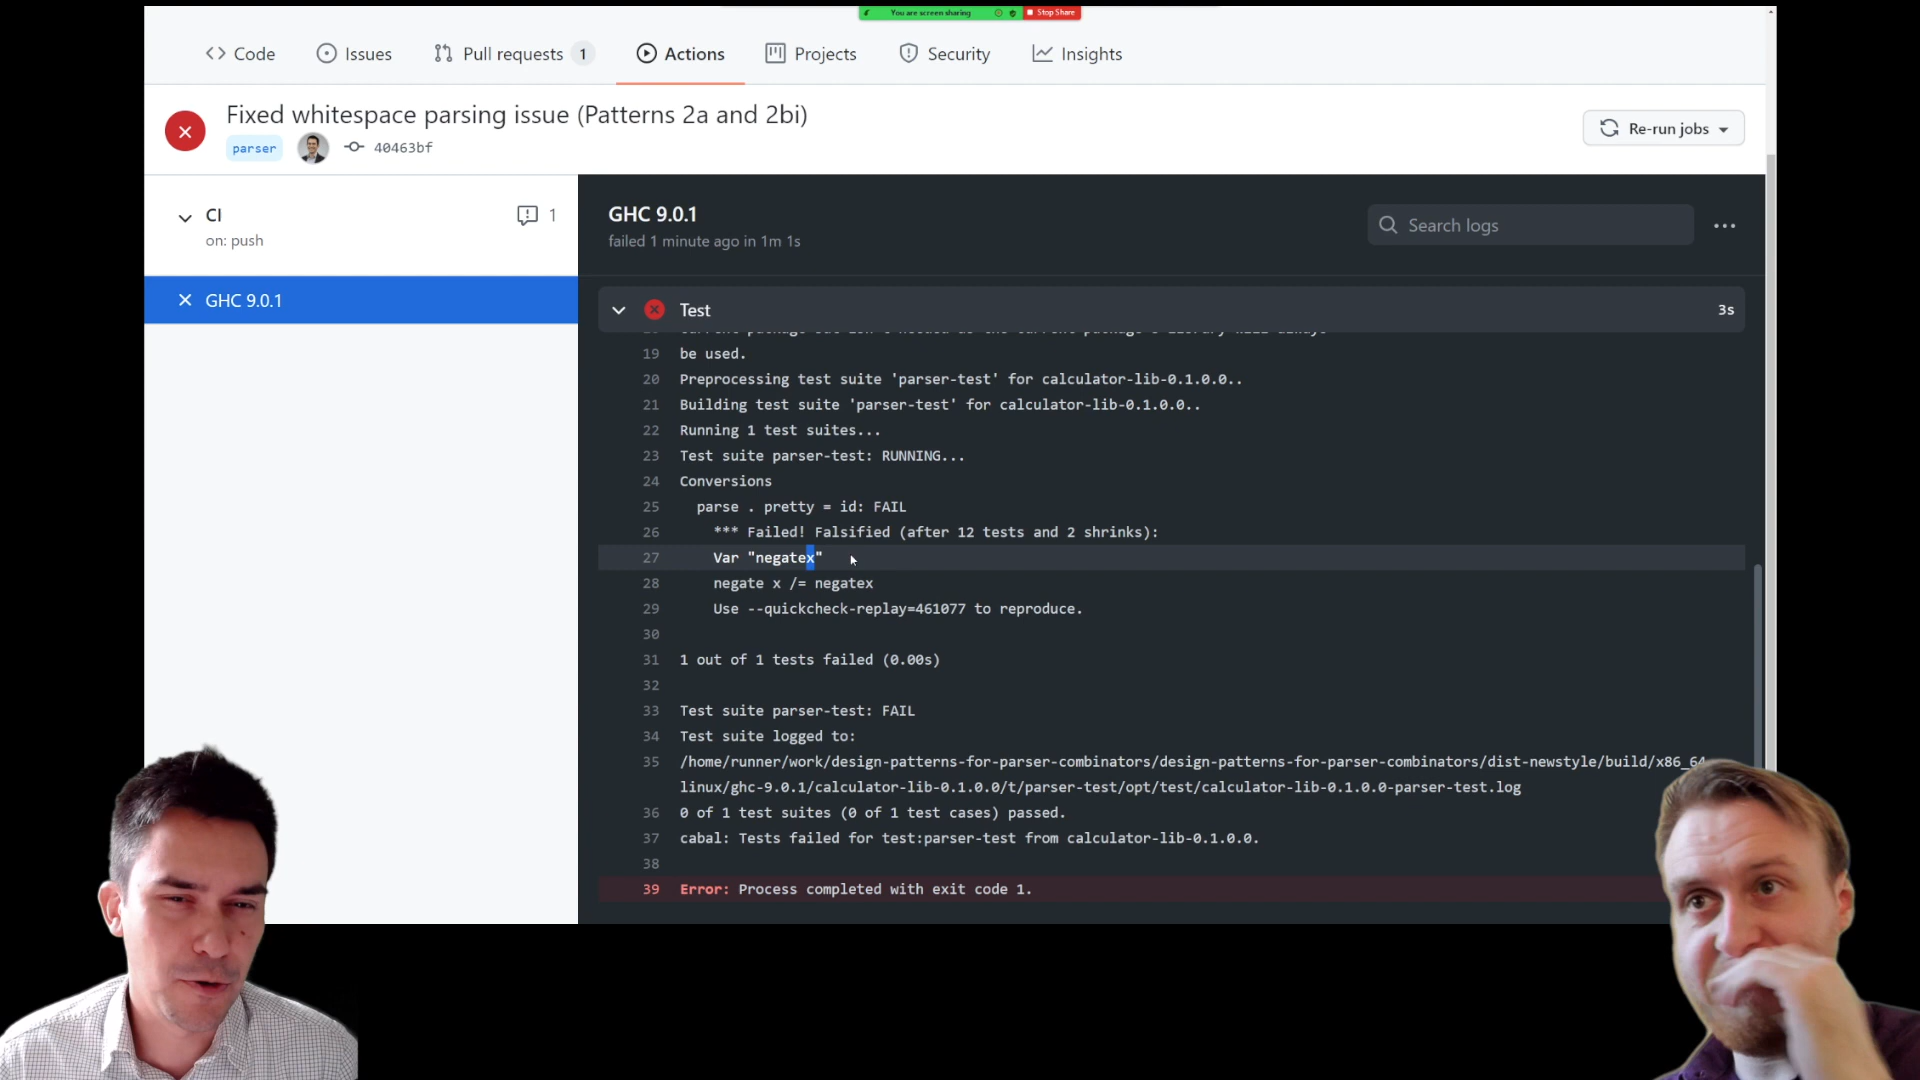 You are screen sharing Stop Share
Code Issues Pull requests 1 Actions Projects Security Insights
Fixed whitespace parsing issue (Patterns 2a and 2bi)
parser 40463bf
Re-run jobs
CI 1
on: push
GHC 9.0.1
GHC 9.0.1
failed 1 minute ago in 1m 1s
Search logs
Test 3s
19 be used.
20 Preprocessing test suite 'parser-test' for calculator-lib-0.1.0.0..
21 Building test suite 'parser-test' for calculator-lib-0.1.0.0..
22 Running 1 test suites...
23 Test suite parser-test: RUNNING...
24 Conversions
25 parse . pretty = id: FAIL
26 *** Failed! Falsified (after 12 tests and 2 shrinks):
27 Var "negatex"
28 negate x /= negatex
29 Use --quickcheck-replay=461077 to reproduce.
30
31 1 out of 1 tests failed (0.00s)
32
33 Test suite parser-test: FAIL
34 Test suite logged to:
35 /home/runner/work/design-patterns-for-parser-combinators/design-patterns-for-parser-combinators/dist-newstyle/build/x86_64
linux/ghc-9.0.1/calculator-lib-0.1.0.0/t/parser-test/opt/test/calculator-lib-0.1.0.0-parser-test.log
36 0 of 1 test suites (0 of 1 test cases) passed.
37 cabal: Tests failed for test:parser-test from calculator-lib-0.1.0.0.
38
39 Error: Process completed with exit code 1.